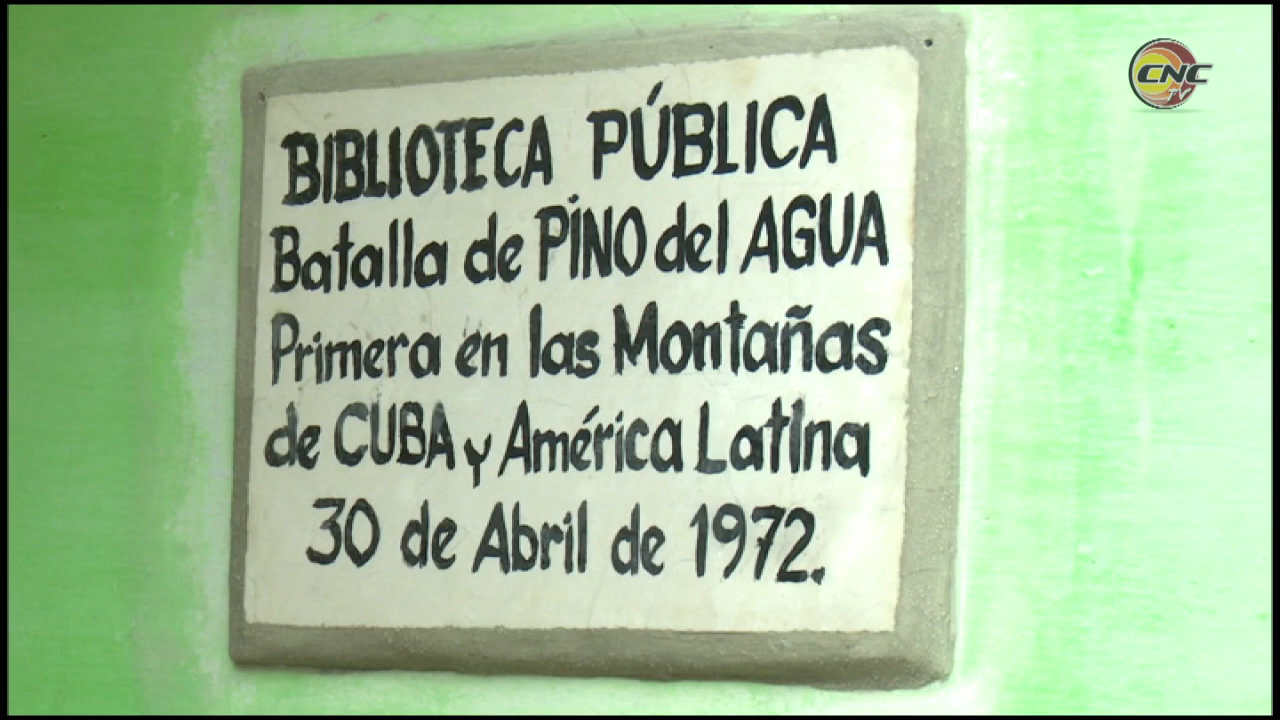 CNC
TV
BIBLIOTECA PÚBLICA
Batalla de PINO del AGUA
Primera en las Montañas
de CUBA y América LatIna
30 de Abril de 1972.